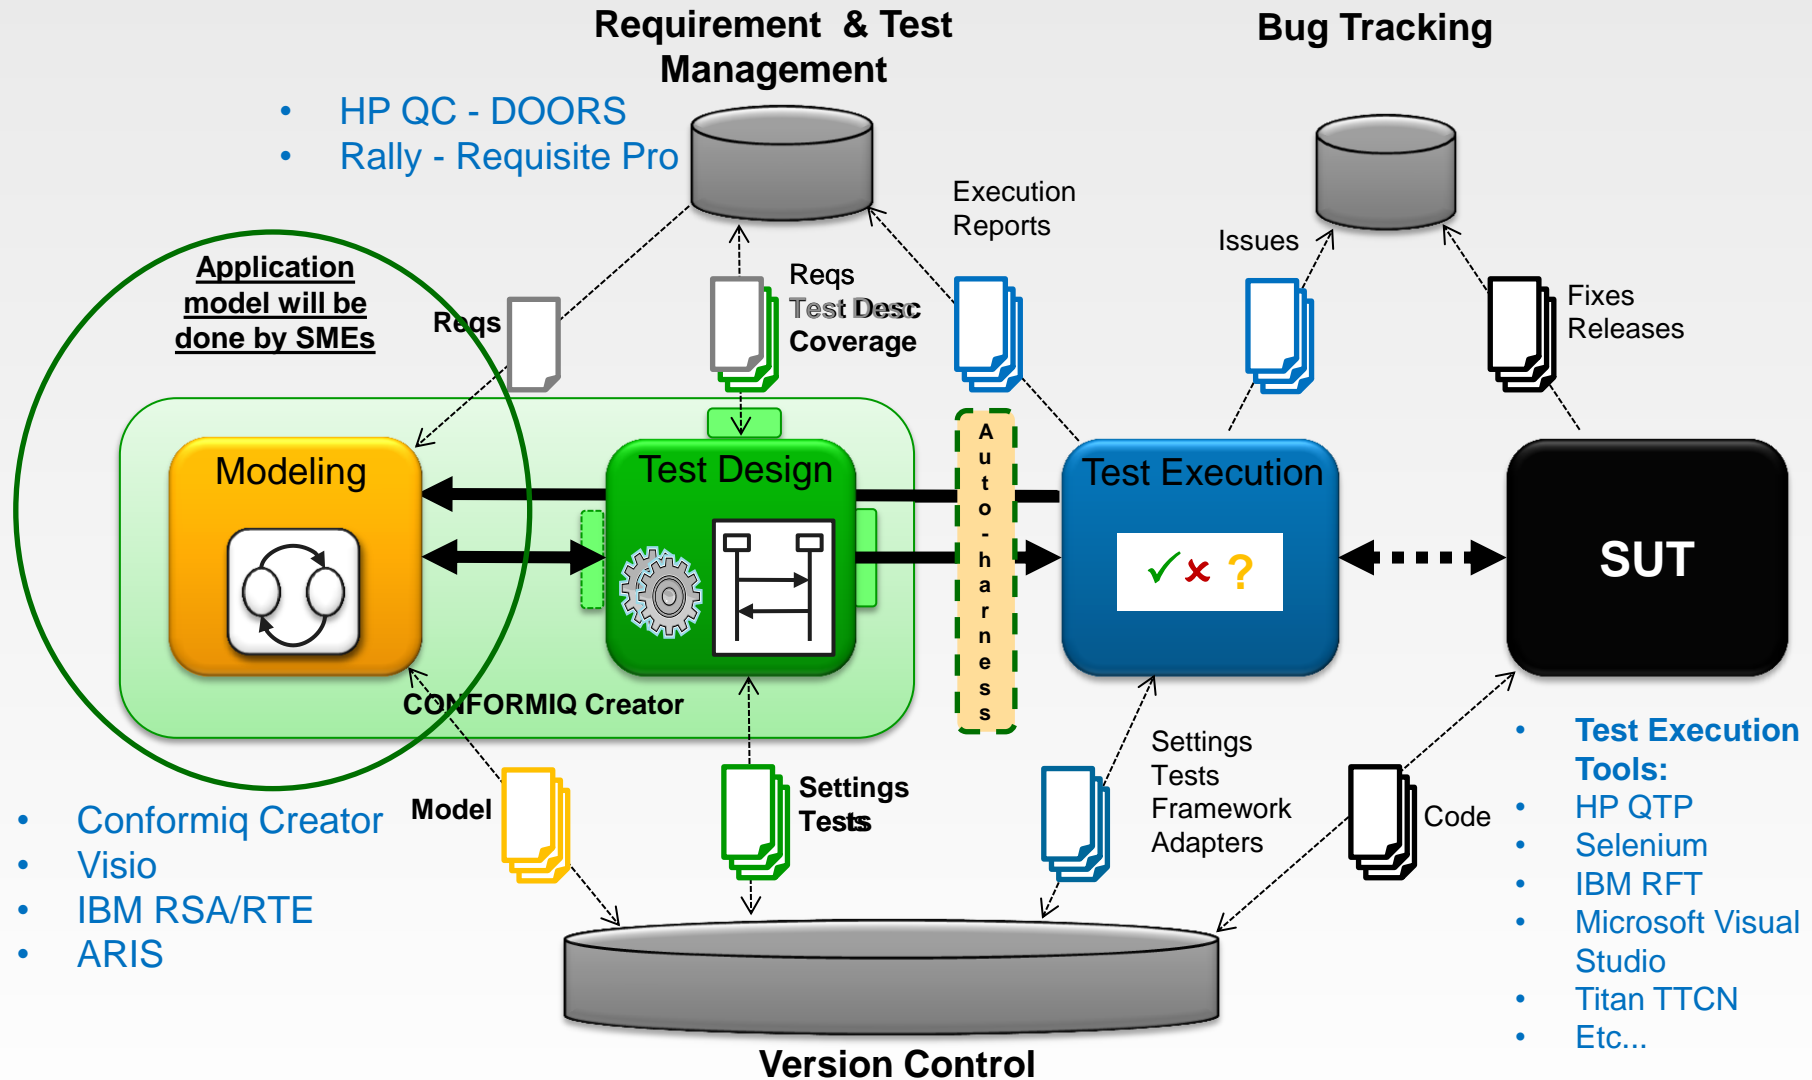 Requirement & Test
Management
Bug Tracking
• HP QC - DOORS
• Rally - Requisite Pro
Execution
Reports
Issues
Fixes
Releases
Application
model will be
done by SMEs
Reqs
Reqs
Test Desc
Coverage
Modeling
Test Design
Auto-harness
Test Execution
✓ × ?
SUT
CONFORMIQ Creator
Model
Settings
Tests
Settings
Tests
Framework
Adapters
Code
• Conformiq Creator
• Visio
• IBM RSA/RTE
• ARIS
• Test Execution
Tools:
• HP QTP
• Selenium
• IBM RFT
• Microsoft Visual
Studio
• Titan TTCN
• Etc...
Version Control